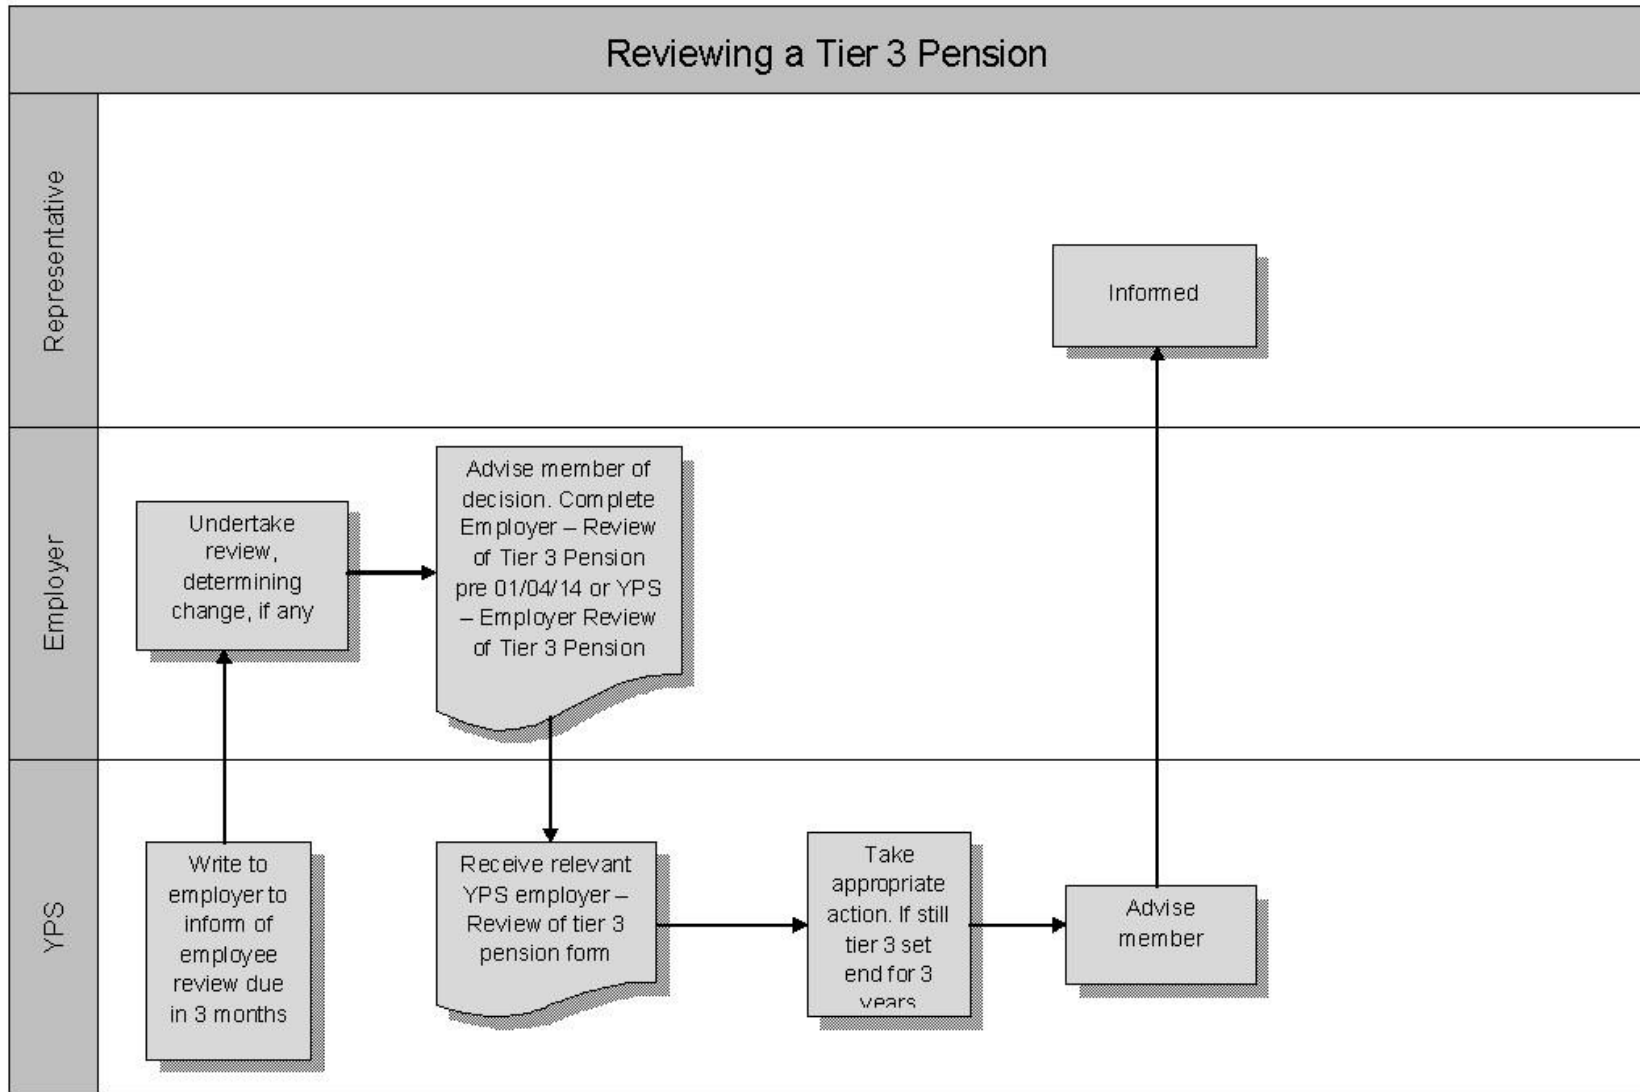 Reviewing a Tier 3 Pension
Representative
Informed
Employer
Undertake
review,
determining
change, if any
Advise member of
decision. Complete
Employer – Review
of Tier 3 Pension
pre 01/04/14 or YPS
– Employer Review
of Tier 3 Pension
YPS
Write to
employer to
inform of
employee
review due
in 3 months
Receive relevant
YPS employer –
Review of tier 3
pension form
Take
appropriate
action. If still
tier 3 set
end for 3
years
Advise
member